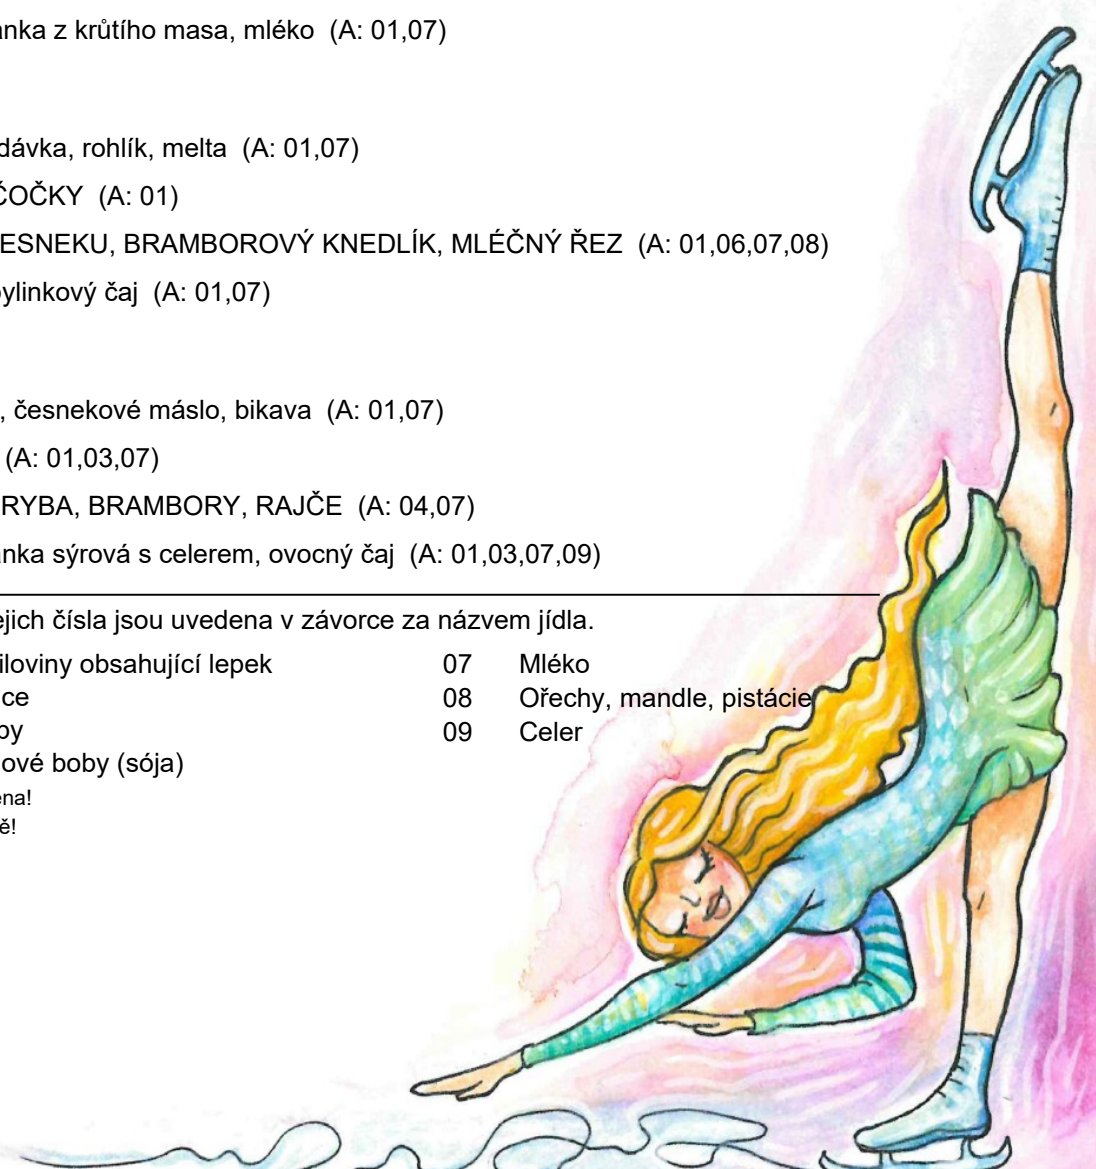 anka z krůtího masa, mléko (A: 01,07)
dávka, rohlík, melta (A: 01,07)
ČOČKY (A: 01)
ESNEKU, BRAMBOROVÝ KNEDLÍK, MLÉČNÝ ŘEZ (A: 01,06,07,08)
ylinkový čaj (A: 01,07)
, česnekové máslo, bikava (A: 01,07)
(A: 01,03,07)
RYBA, BRAMBORY, RAJČE (A: 04,07)
anka sýrová s celerem, ovocný čaj (A: 01,03,07,09)
ejich čísla jsou uvedena v závorce za názvem jídla.
iloviny obsahující lepek 07 Mléko
ce 08 Ořechy, mandle, pistácie
by 09 Celer
ové boby (sója)
ena!
ě!